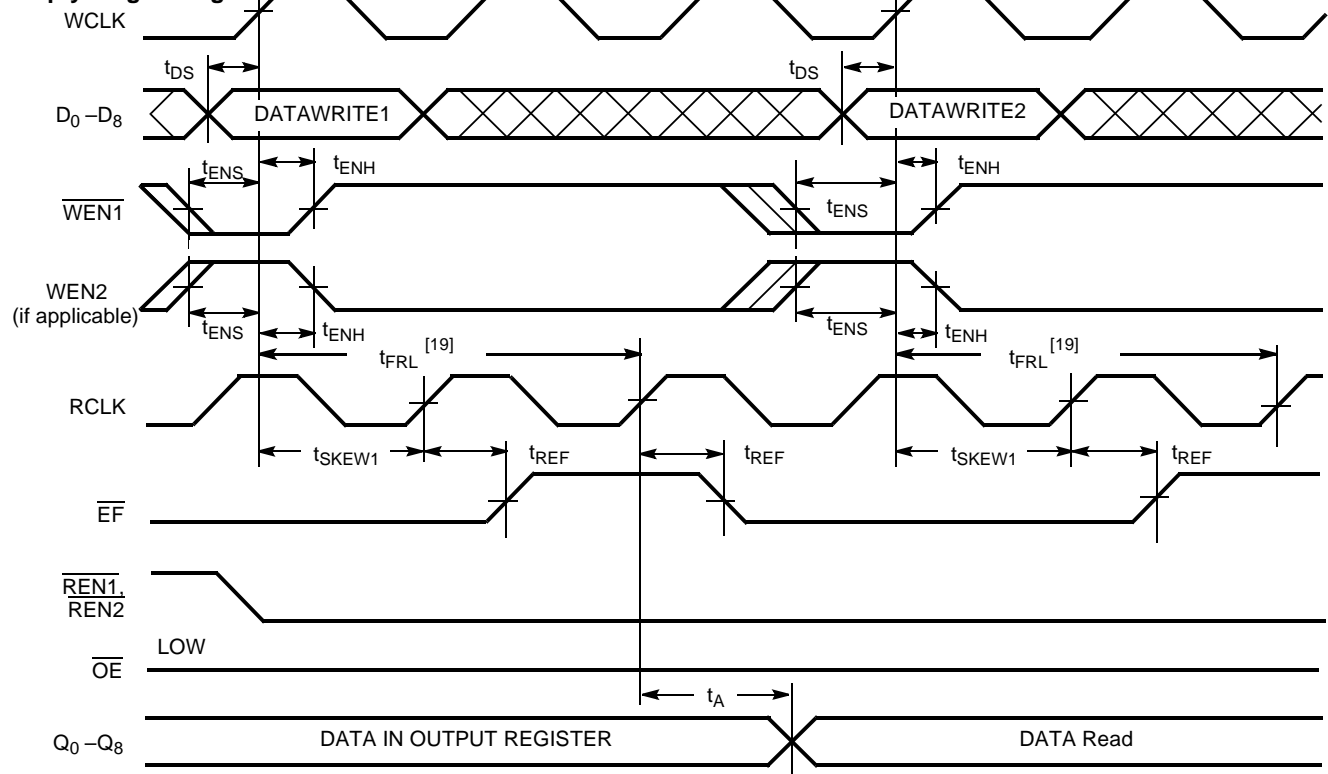 WCLK
tDS
tDS
D0 –D8
DATAWRITE1
DATAWRITE2
tENS
tENH
tENH
WEN1
tENS
WEN2
(if applicable)
tENS
tENH
tENS
tENH
tFRL [19]
tFRL [19]
RCLK
tSKEW1
tREF
tREF
tSKEW1
tREF
EF
REN1,
REN2
LOW
OE
tA
Q0 –Q8
DATA IN OUTPUT REGISTER
DATA Read